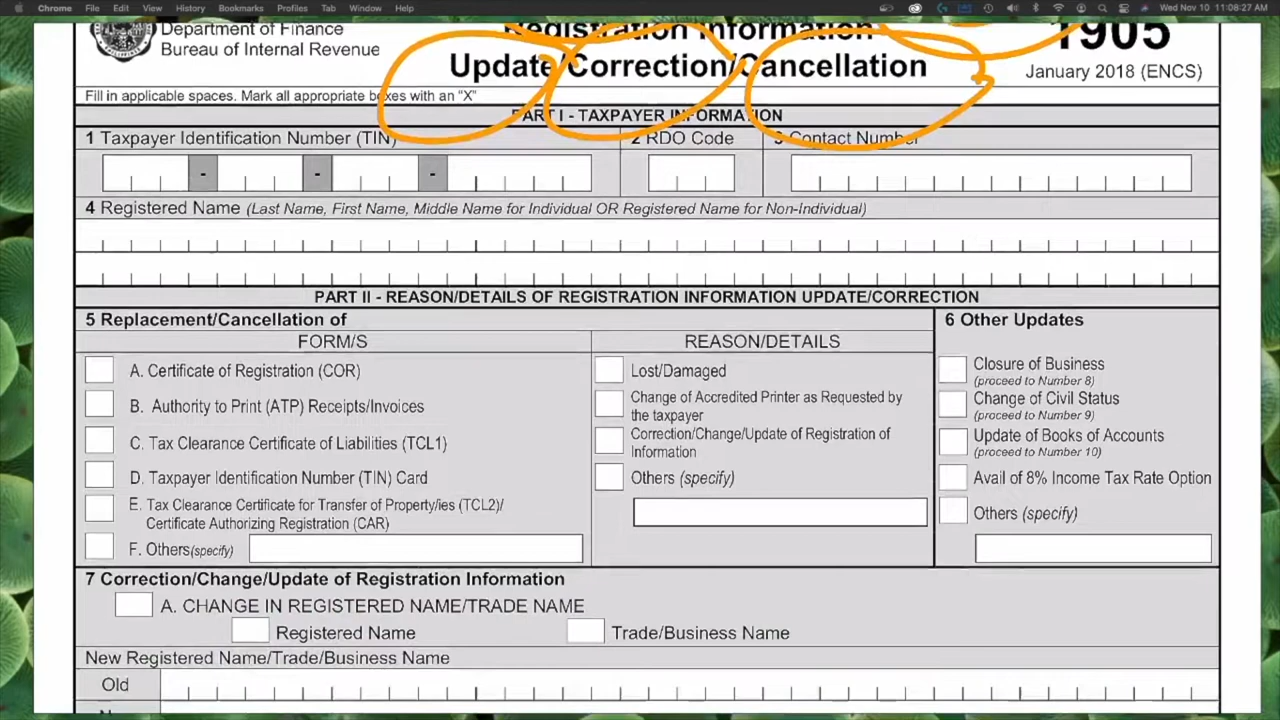 Chrome File Edit View History Bookmarks Profiles Tab Window Help Wed Nov 10 11:08:27 AM
Department of Finance
Bureau of Internal Revenue
Registration Information
Update/Correction/Cancellation
1905
January 2018 (ENCS)
Fill in applicable spaces. Mark all appropriate boxes with an "X"
PART I - TAXPAYER INFORMATION
1 Taxpayer Identification Number (TIN) 2 RDO Code 3 Contact Number
- - -
4 Registered Name (Last Name, First Name, Middle Name for Individual OR Registered Name for Non-Individual)
PART II - REASON/DETAILS OF REGISTRATION INFORMATION UPDATE/CORRECTION
5 Replacement/Cancellation of
FORM/S
A. Certificate of Registration (COR)
B. Authority to Print (ATP) Receipts/Invoices
C. Tax Clearance Certificate of Liabilities (TCL1)
D. Taxpayer Identification Number (TIN) Card
E. Tax Clearance Certificate for Transfer of Property/ies (TCL2)/
Certificate Authorizing Registration (CAR)
F. Others(specify)
REASON/DETAILS
Lost/Damaged
Change of Accredited Printer as Requested by
the taxpayer
Correction/Change/Update of Registration of
Information
Others (specify)
6 Other Updates
Closure of Business
(proceed to Number 8)
Change of Civil Status
(proceed to Number 9)
Update of Books of Accounts
(proceed to Number 10)
Avail of 8% Income Tax Rate Option
Others (specify)
7 Correction/Change/Update of Registration Information
A. CHANGE IN REGISTERED NAME/TRADE NAME
Registered Name Trade/Business Name
New Registered Name/Trade/Business Name
Old